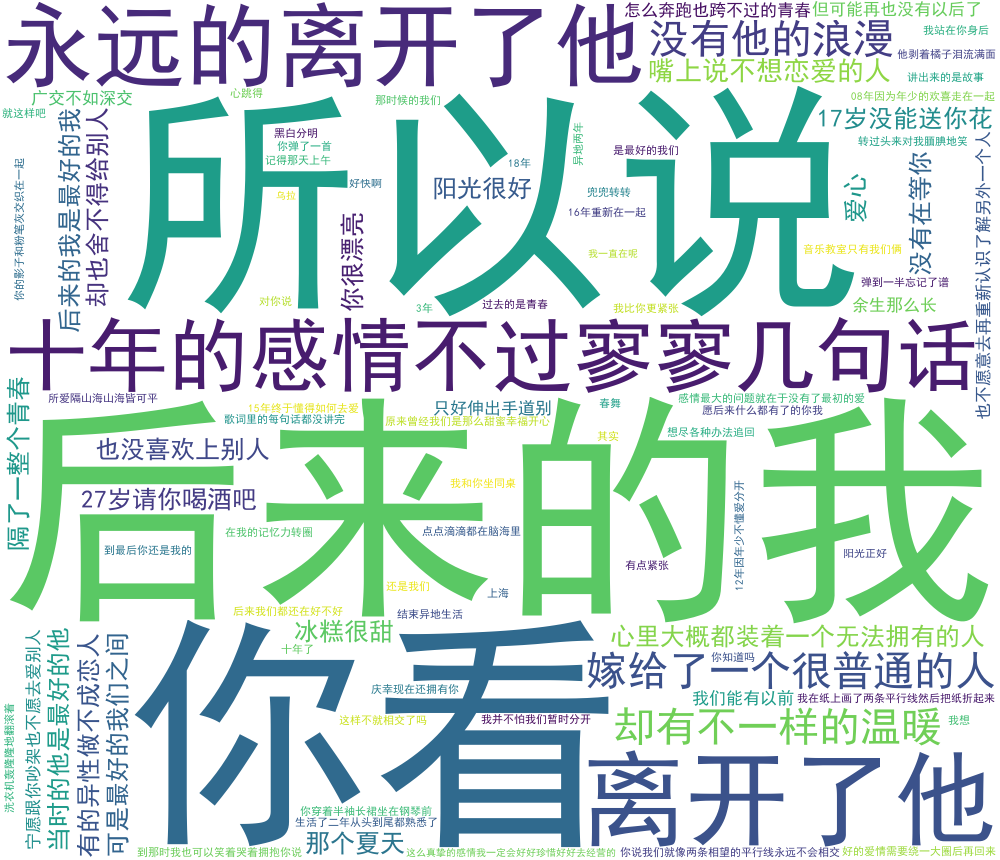 永远的离开了他
怎么奔跑也跨不过的青春
但可能再也没有以后了
没有他的浪漫
我站在你身后
他剥着橘子泪流满面
嘴上说不想恋爱的人
讲出来的是故事
广交不如深交
心跳得
那时候的我们
08年因为年少的欢喜走在一起
就这样吧
所以说
17岁没能送你花
后来的我是最好的我
却也舍不得给别人
黑白分明
你弹了一首
记得那天上午
好快啊
乌拉
18年
阳光很好
异地两年
是最好的我们
兜兜转转
16年重新在一起
转过头来对我腼腆地笑
爱心
没有在等你
也不愿意去再重新认识了解另外一个人
你的影子和粉笔灰交织在一起
你很漂亮
我一直在呢
音乐教室只有我们俩
弹到一半忘记了谱
对你说
3年
过去的是青春
我比你更紧张
余生那么长
十年的感情不过寥寥几句话
隔了一整个青春
所爱隔山海山海皆可平
15年终于懂得如何去爱
歌词里的每句话都没讲完
只好伸出手道别
原来曾经我们是那么甜蜜幸福开心
春舞
感情最大的问题就在于没有了最初的爱
愿后来什么都有了的你我
其实
想尽各种办法追回
后来的我
也没喜欢上别人
27岁请你喝酒吧
我和你坐同桌
在我的记忆力转圈
点点滴滴都在脑海里
到最后你还是我的
12年因年少不懂爱分开
阳光正好
有点紧张
还是我们
上海
后来我们都还在好不好
结束异地生活
你看
冰糕很甜
十年了
心里大概都装着一个无法拥有的人
嫁给了一个很普通的人
你知道吗
洗衣机轰隆隆地翻滚着
宁愿跟你吵架也不愿去爱别人
当时的他是最好的他
有的异性做不成恋人
可是最好的我们之间
庆幸现在还拥有你
我们能有以前
我在纸上画了两条平行线然后把纸折起来
这样不就相交了吗
我并不怕我们暂时分开
却有不一样的温暖
我想
离开了他
你穿着半袖长裙坐在钢琴前
生活了二年从头到尾都熟悉了
那个夏天
到那时我也可以笑着哭着拥抱你说
这么真挚的感情我一定会好好珍惜好好去经营的
你说我们就像两条相望的平行线永远不会相交
好的爱情需要绕一大圈后再回来